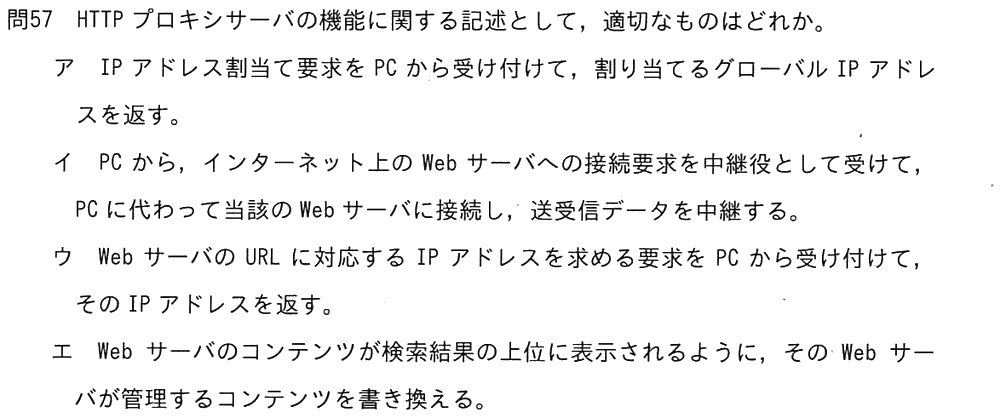 問57 HTTP プロキシサーバの機能に関する記述として，適切なものはどれか。
ア IP アドレス割当て要求を PC から受け付けて，割り当てるグローバル IP アドレ
スを返す。
イ PC から，インターネット上の Web サーバへの接続要求を中継役として受けて，
PC に代わって当該の Web サーバに接続し，送受信データを中継する。
ウ Web サーバの URL に対応する IP アドレスを求める要求を PC から受け付けて，
その IP アドレスを返す。
エ Web サーバのコンテンツが検索結果の上位に表示されるように，その Web サー
バが管理するコンテンツを書き換える。